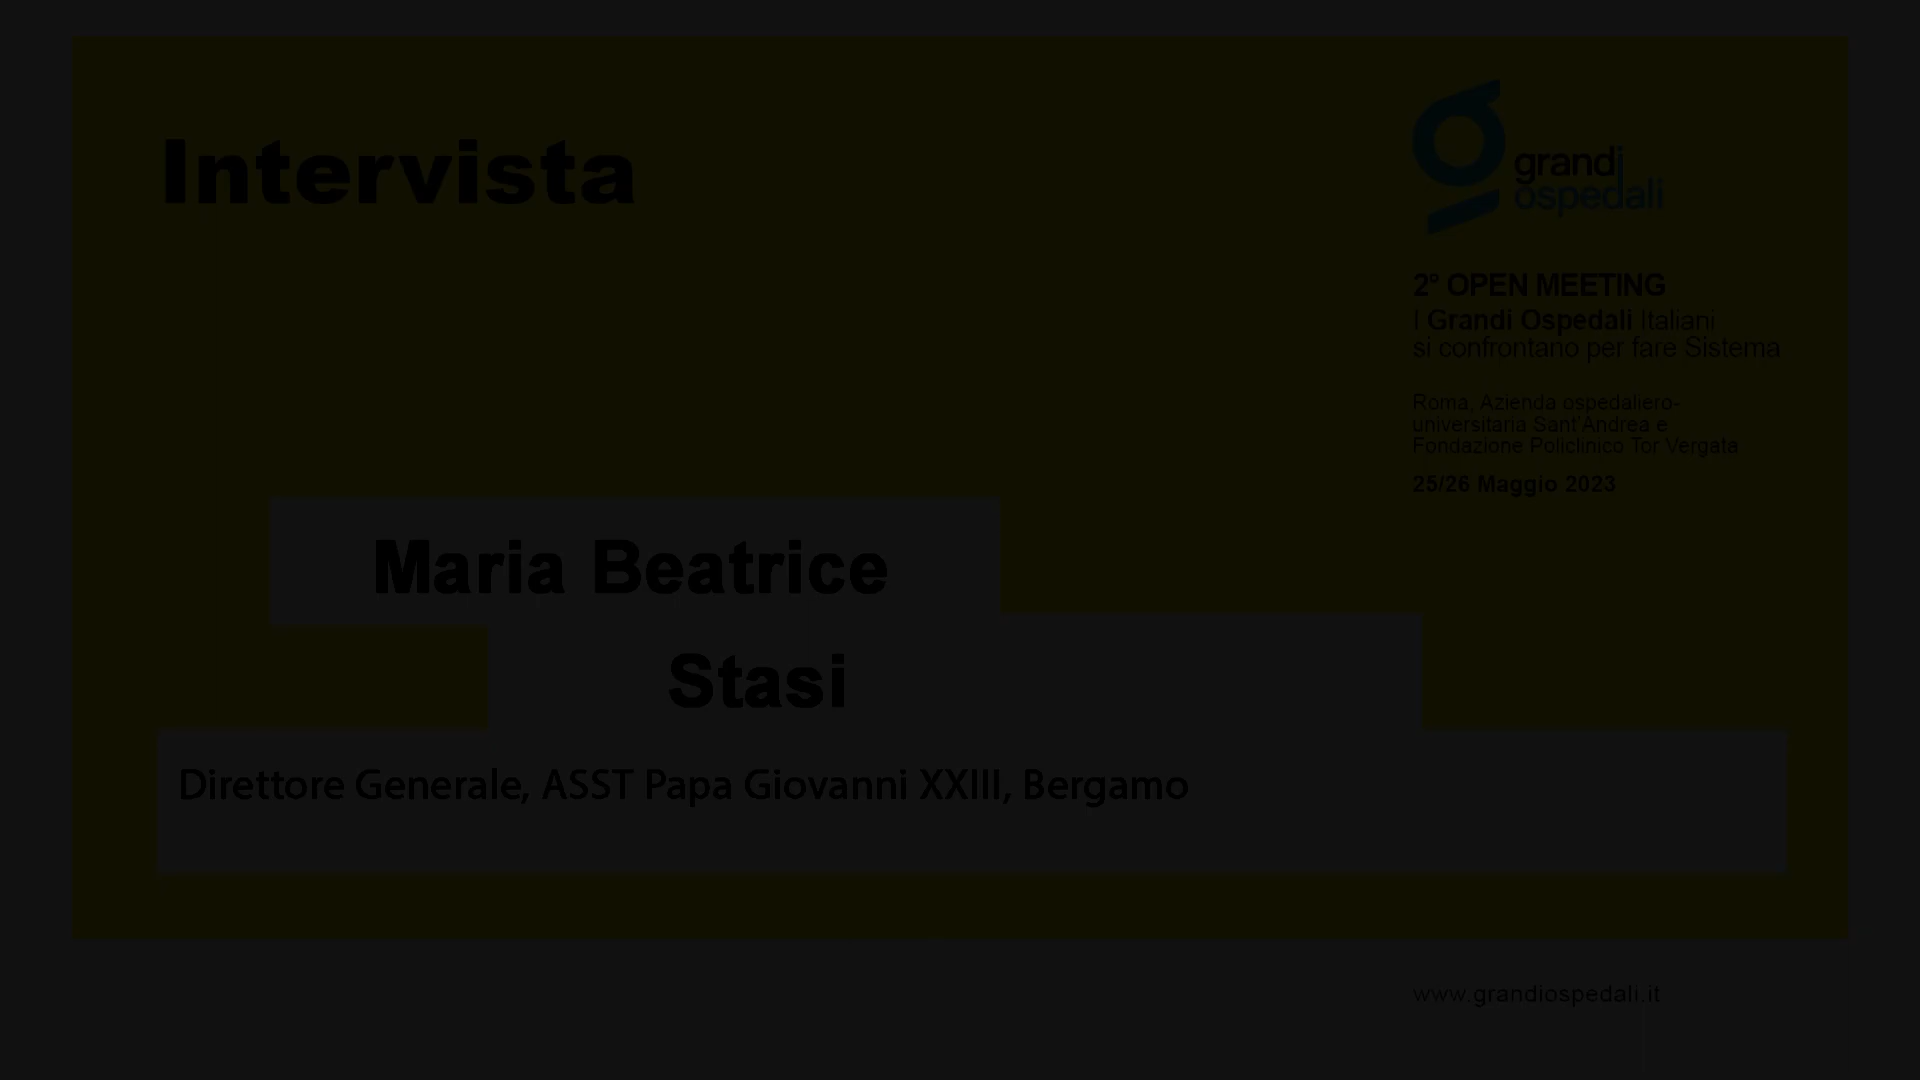 Intervista
grandi
ospedali
2° OPEN MEETING
I Grandi Ospedali Italiani
si confrontano per fare Sistema
Roma, Azienda ospedaliero-
universitaria Sant'Andrea e
Fondazione Policlinico Tor Vergata
25/26 Maggio 2023
Maria Beatrice
Stasi
Direttore Generale, ASST Papa Giovanni XXIII, Bergamo
www.grandiospedali.it